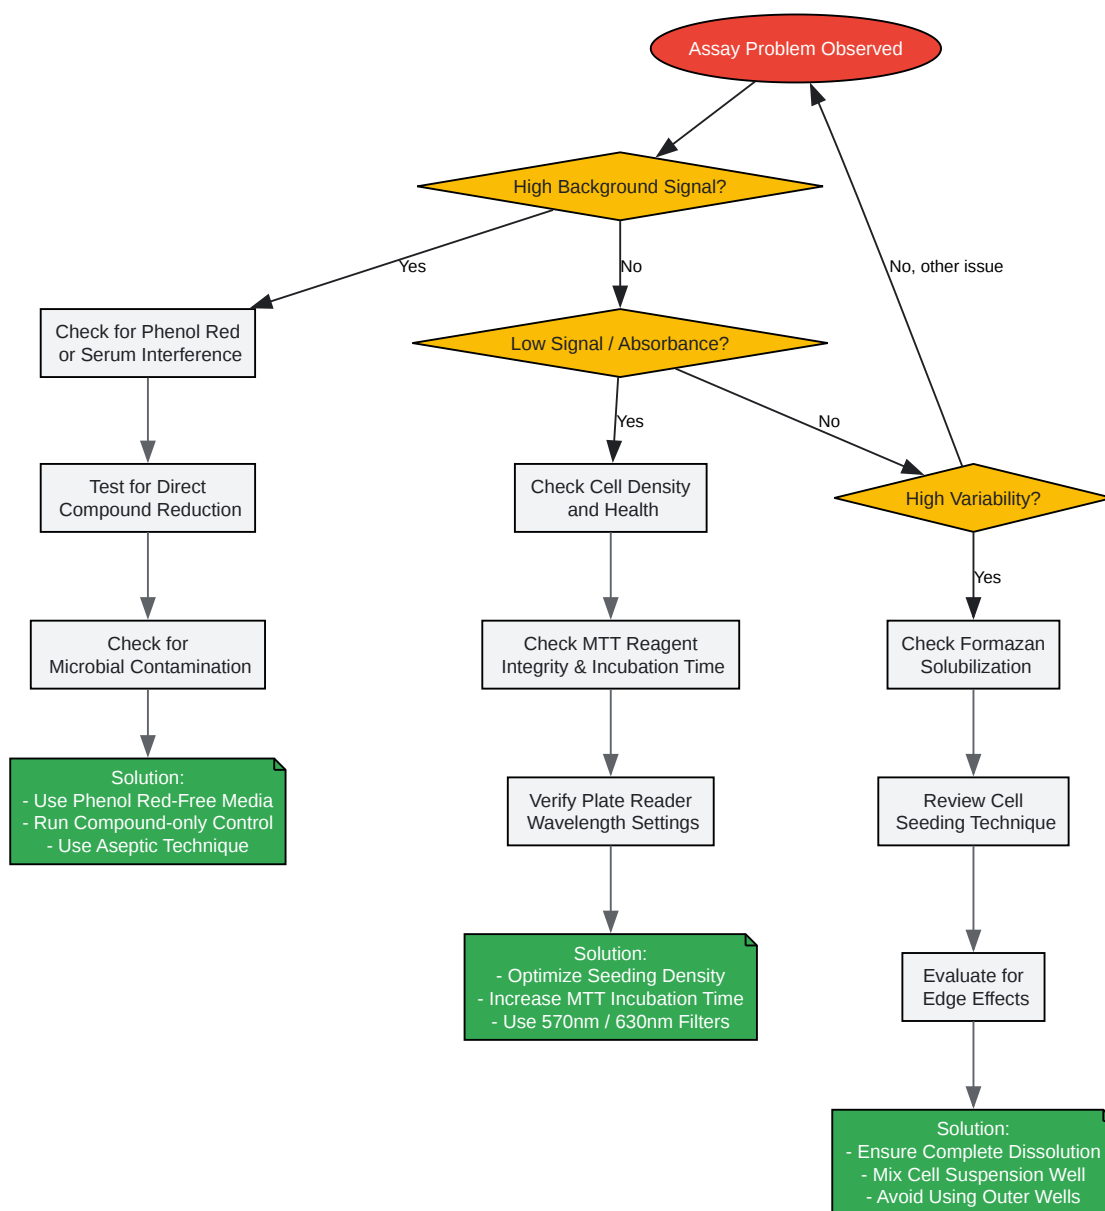 Assay Problem Observed
High Background Signal?
Yes
No
No, other issue
Check for Phenol Red
or Serum Interference
Low Signal / Absorbance?
Yes
No
Test for Direct
Compound Reduction
Check Cell Density
and Health
High Variability?
Yes
Check for
Microbial Contamination
Check MTT Reagent
Integrity & Incubation Time
Check Formazan
Solubilization
Solution:
- Use Phenol Red-Free Media
- Run Compound-only Control
- Use Aseptic Technique
Verify Plate Reader
Wavelength Settings
Review Cell
Seeding Technique
Solution:
- Optimize Seeding Density
- Increase MTT Incubation Time
- Use 570nm / 630nm Filters
Evaluate for
Edge Effects
Solution:
- Ensure Complete Dissolution
- Mix Cell Suspension Well
- Avoid Using Outer Wells